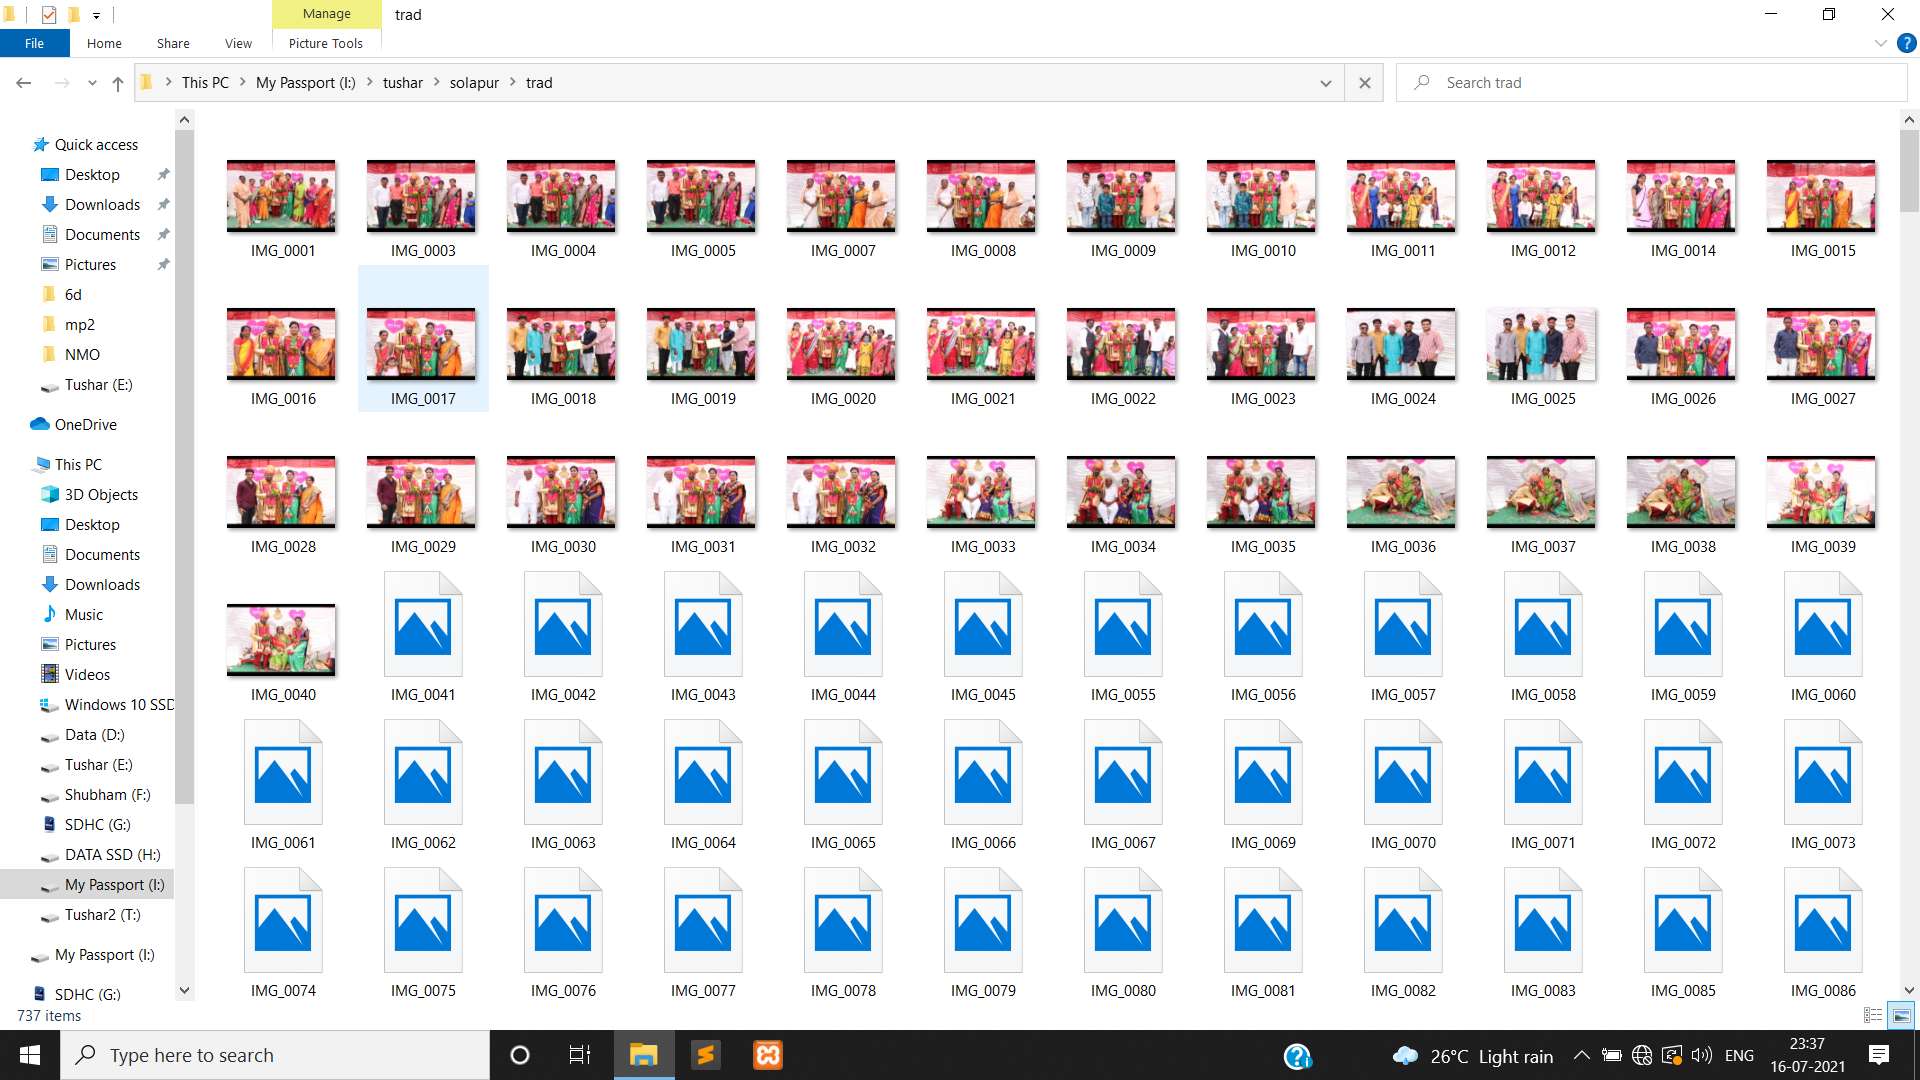 Manage
trad
File
Home
Share
View
Picture Tools
This PC
My Passport (I:)
tushar
solapur
trad
Search trad
Quick access
Desktop
Downloads
Documents
Pictures
6d
mp2
NMO
Tushar (E:)
OneDrive
This PC
3D Objects
Desktop
Documents
Downloads
Music
Pictures
Videos
Windows 10 SSD
Data (D:)
Tushar (E:)
Shubham (F:)
SDHC (G:)
DATA SSD (H:)
My Passport (I:)
Tushar2 (T:)
My Passport (I:)
SDHC (G:)
IMG_0001 IMG_0003 IMG_0004 IMG_0005 IMG_0007 IMG_0008 IMG_0009 IMG_0010 IMG_0011 IMG_0012 IMG_0014 IMG_0015
IMG_0016 IMG_0017 IMG_0018 IMG_0019 IMG_0020 IMG_0021 IMG_0022 IMG_0023 IMG_0024 IMG_0025 IMG_0026 IMG_0027
IMG_0028 IMG_0029 IMG_0030 IMG_0031 IMG_0032 IMG_0033 IMG_0034 IMG_0035 IMG_0036 IMG_0037 IMG_0038 IMG_0039
IMG_0040 IMG_0041 IMG_0042 IMG_0043 IMG_0044 IMG_0045 IMG_0055 IMG_0056 IMG_0057 IMG_0058 IMG_0059 IMG_0060
IMG_0061 IMG_0062 IMG_0063 IMG_0064 IMG_0065 IMG_0066 IMG_0067 IMG_0069 IMG_0070 IMG_0071 IMG_0072 IMG_0073
IMG_0074 IMG_0075 IMG_0076 IMG_0077 IMG_0078 IMG_0079 IMG_0080 IMG_0081 IMG_0082 IMG_0083 IMG_0085 IMG_0086
737 items
Type here to search
26°C Light rain
ENG
23:37
16-07-2021